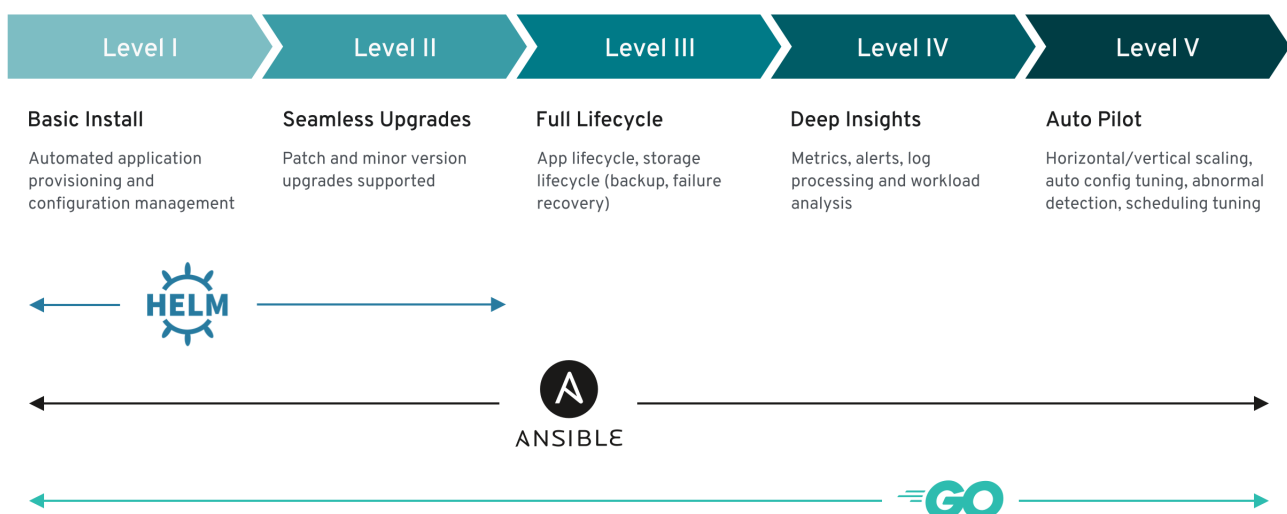 Level I
Level II
Level III
Level IV
Level V
Basic Install
Automated application
provisioning and
configuration management
Seamless Upgrades
Patch and minor version
upgrades supported
Full Lifecycle
App lifecycle, storage
lifecycle (backup, failure
recovery)
Deep Insights
Metrics, alerts, log
processing and workload
analysis
Auto Pilot
Horizontal/vertical scaling,
auto config tuning, abnormal
detection, scheduling tuning
HELM
ANSIBLE
GO